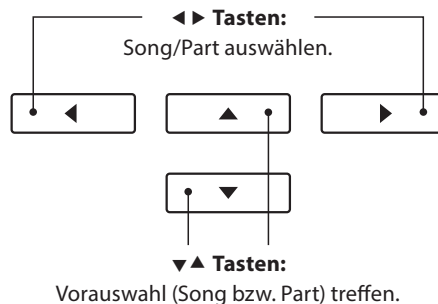 ◀ ▶ Tasten:
Song/Part auswählen.
◀
▲
▶
▼
▼▲ Tasten:
Vorauswahl (Song bzw. Part) treffen.